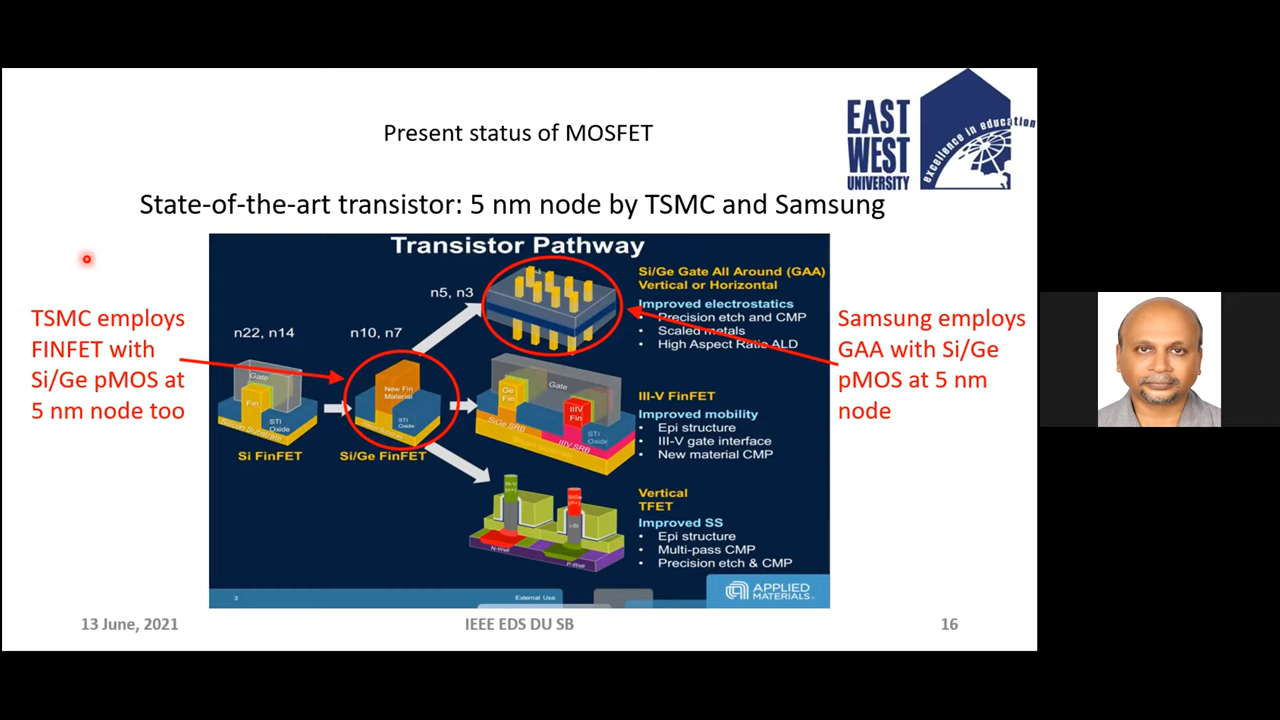 EAST
WEST
UNIVERSITY
excellence in education
Present status of MOSFET
State-of-the-art transistor: 5 nm node by TSMC and Samsung
Transistor Pathway
TSMC employs
FINFET with
Si/Ge pMOS at
5 nm node too
n22, n14
n10, n7
n5, n3
Gate
Fin
STI
Oxide
Silicon Substrate
Si FinFET
New Fin
Material
STI
Oxide
Si/Ge FinFET
Gate
Ge
Fin
IIIV
Fin
STI
Oxide
SiGe SRB
IIIV SRB
N-Well
P-Well
Si/Ge Gate All Around (GAA)
Vertical or Horizontal
Improved electrostatics
• Precision etch and CMP
• Scaled metals
• High Aspect Ratio ALD
III-V FinFET
Improved mobility
• Epi structure
• III-V gate interface
• New material CMP
Vertical
TFET
Improved SS
• Epi structure
• Multi-pass CMP
• Precision etch & CMP
Samsung employs
GAA with Si/Ge
pMOS at 5 nm
node
3
External Use
APPLIED
MATERIALS
13 June, 2021
IEEE EDS DU SB
16